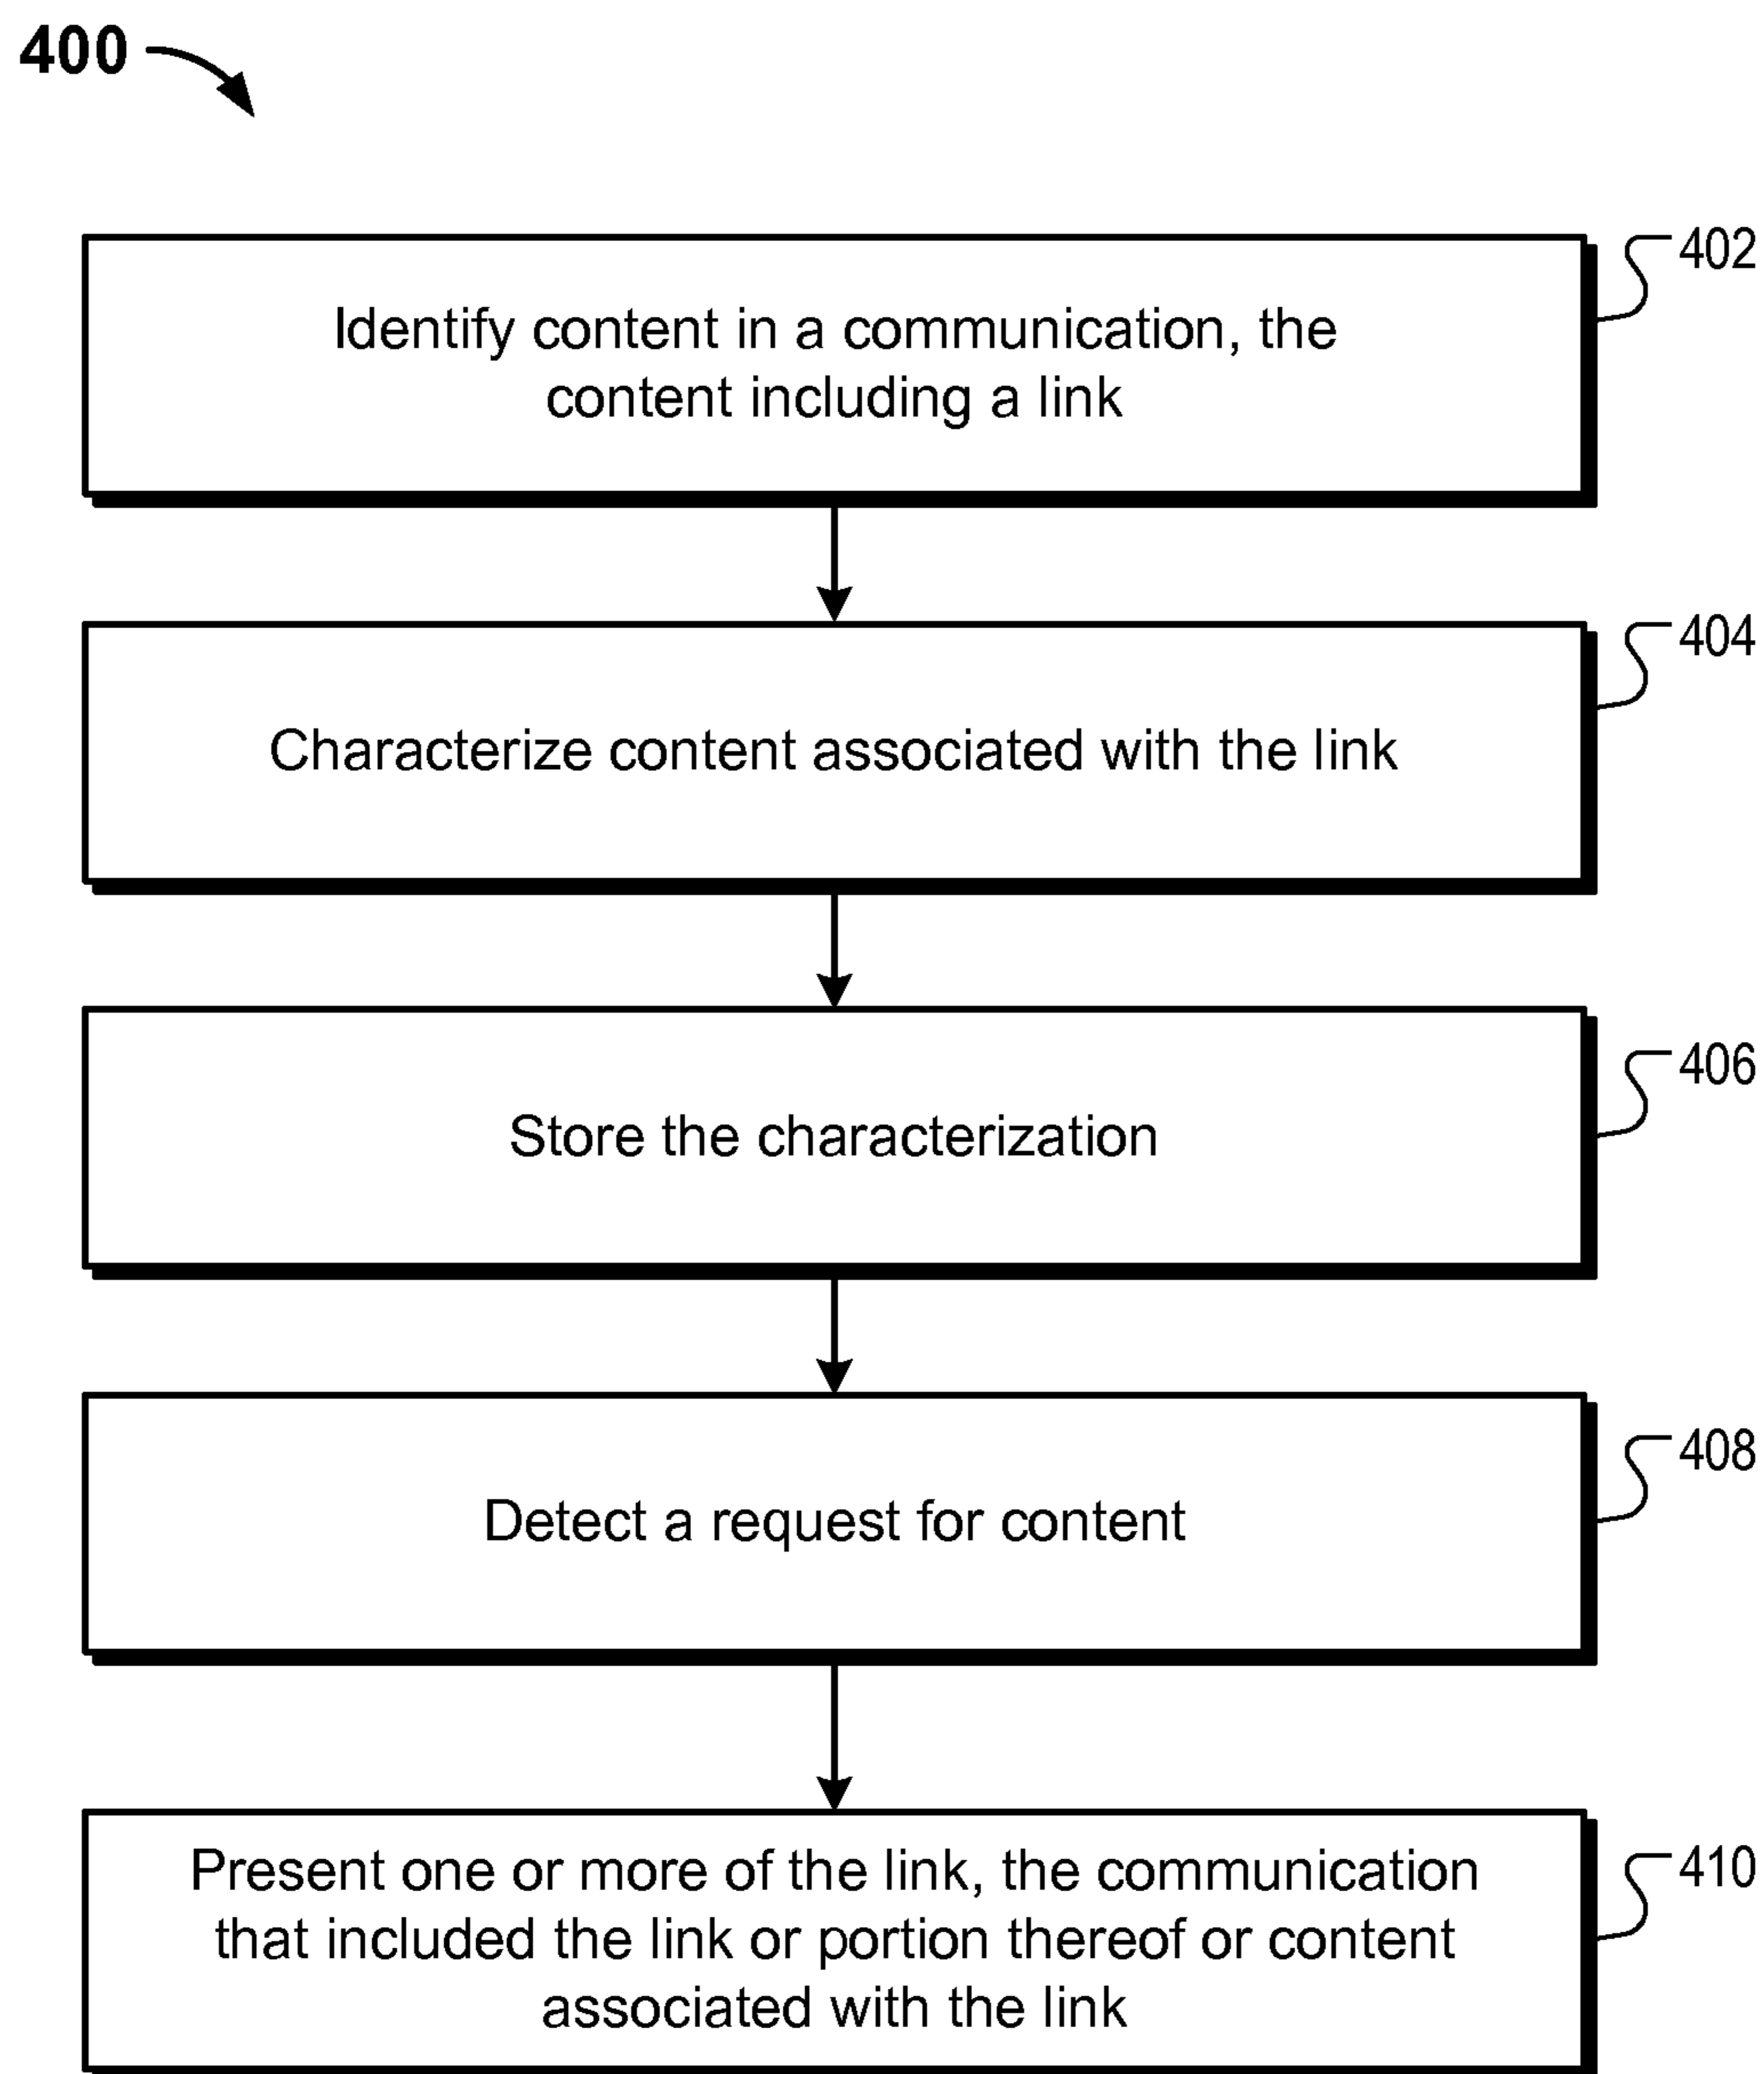 400
402
Identify content in a communication, the
content including a link
404
Characterize content associated with the link
406
Store the characterization
408
Detect a request for content
410
Present one or more of the link, the communication
that included the link or portion thereof or content
associated with the link